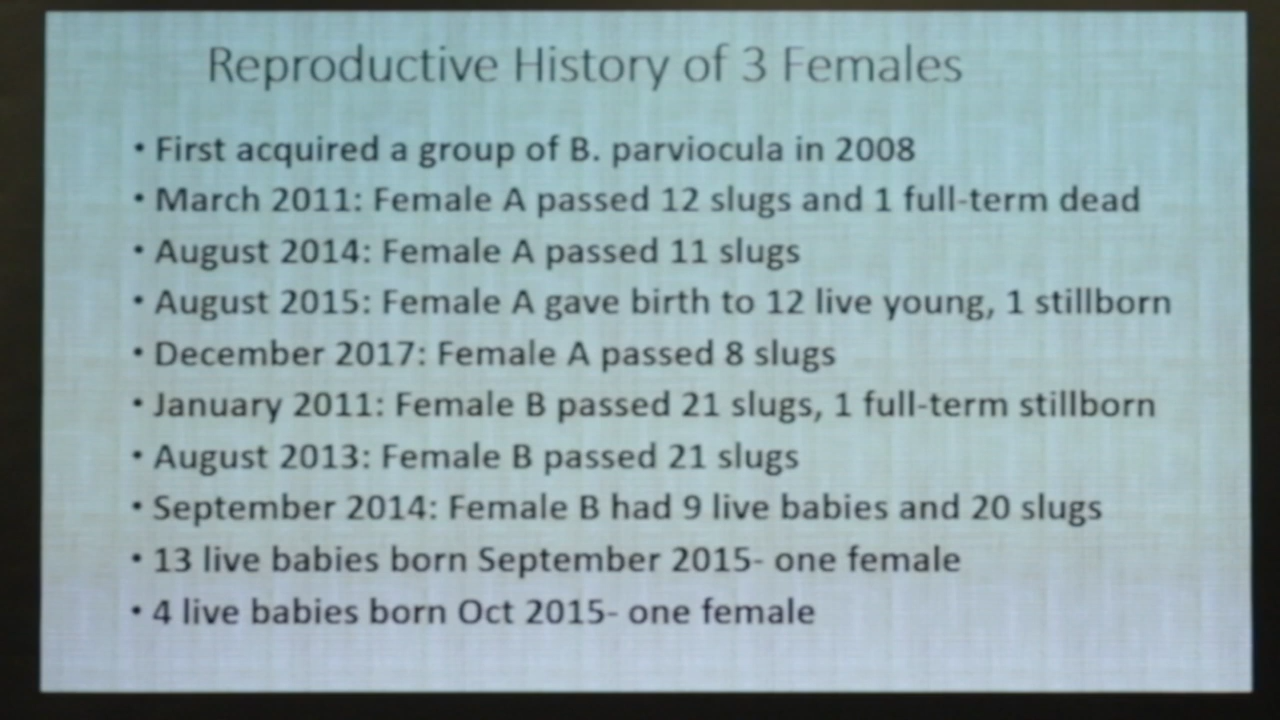 Reproductive History of 3 Females
• First acquired a group of B. parviocula in 2008
• March 2011: Female A passed 12 slugs and 1 full-term dead
• August 2014: Female A passed 11 slugs
• August 2015: Female A gave birth to 12 live young, 1 stillborn
• December 2017: Female A passed 8 slugs
• January 2011: Female B passed 21 slugs, 1 full-term stillborn
• August 2013: Female B passed 21 slugs
• September 2014: Female B had 9 live babies and 20 slugs
• 13 live babies born September 2015- one female
• 4 live babies born Oct 2015- one female